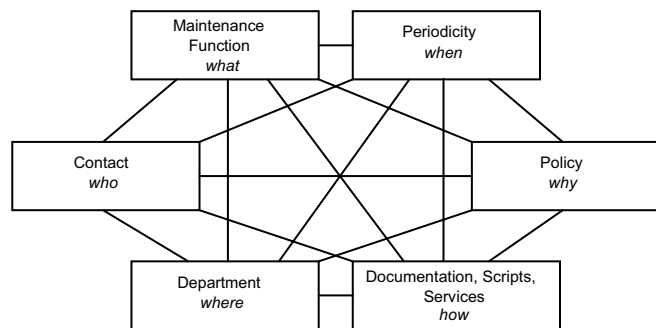 Maintenance
Function
what
Periodicity
when
Contact
who
Policy
why
Department
where
Documentation, Scripts,
Services
how